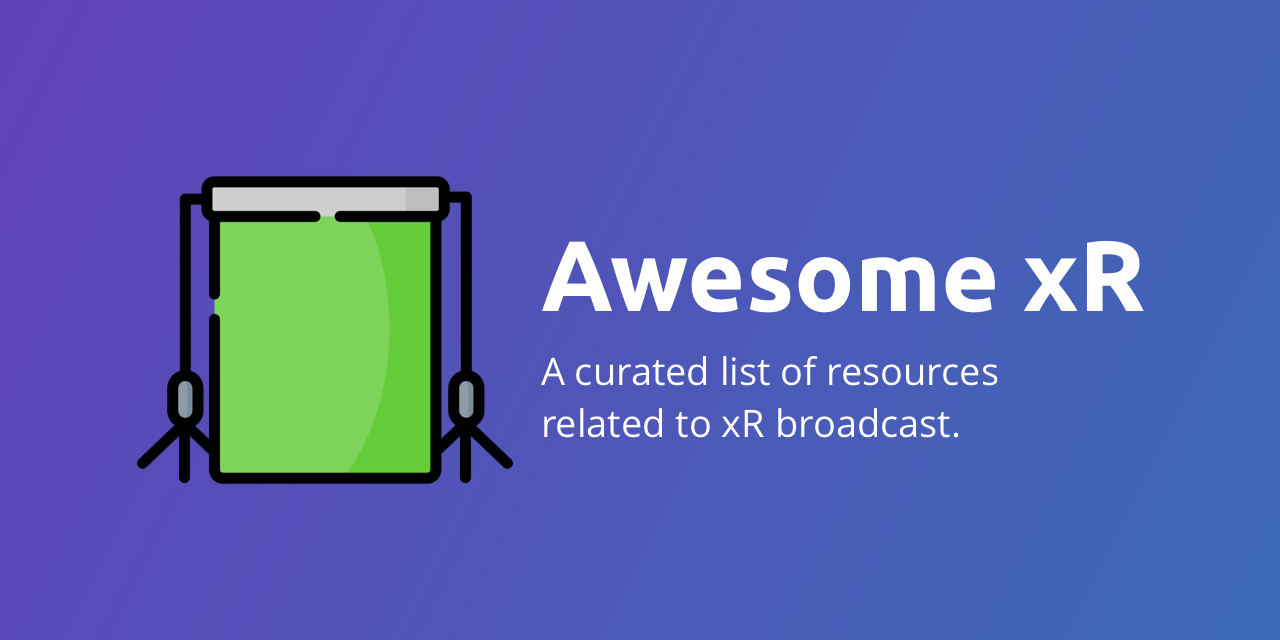 Awesome xR
A curated list of resources
related to xR broadcast.